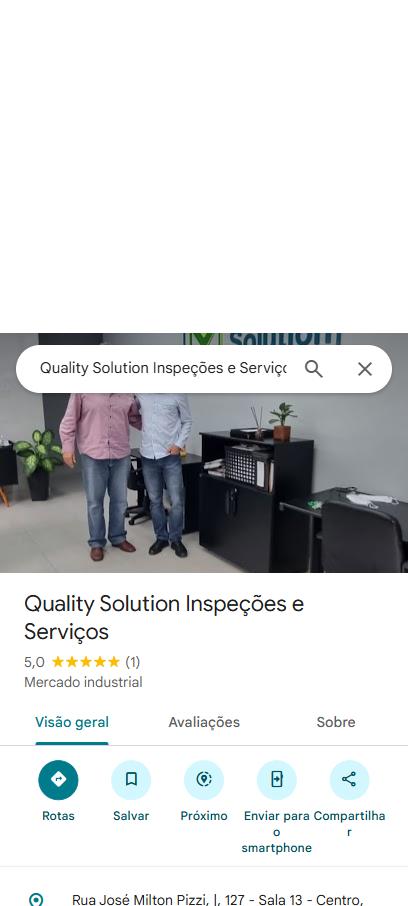 Solution
Quality Solution Inspeções e Serviço
Quality Solution Inspeções e
Serviços
5,0 ★★★★★ (1)
Mercado industrial
Visão geral Avaliações Sobre
Rotas Salvar Próximo Enviar para o smartphone Compartilhar
Rua José Milton Pizzi, |, 127 - Sala 13 - Centro,